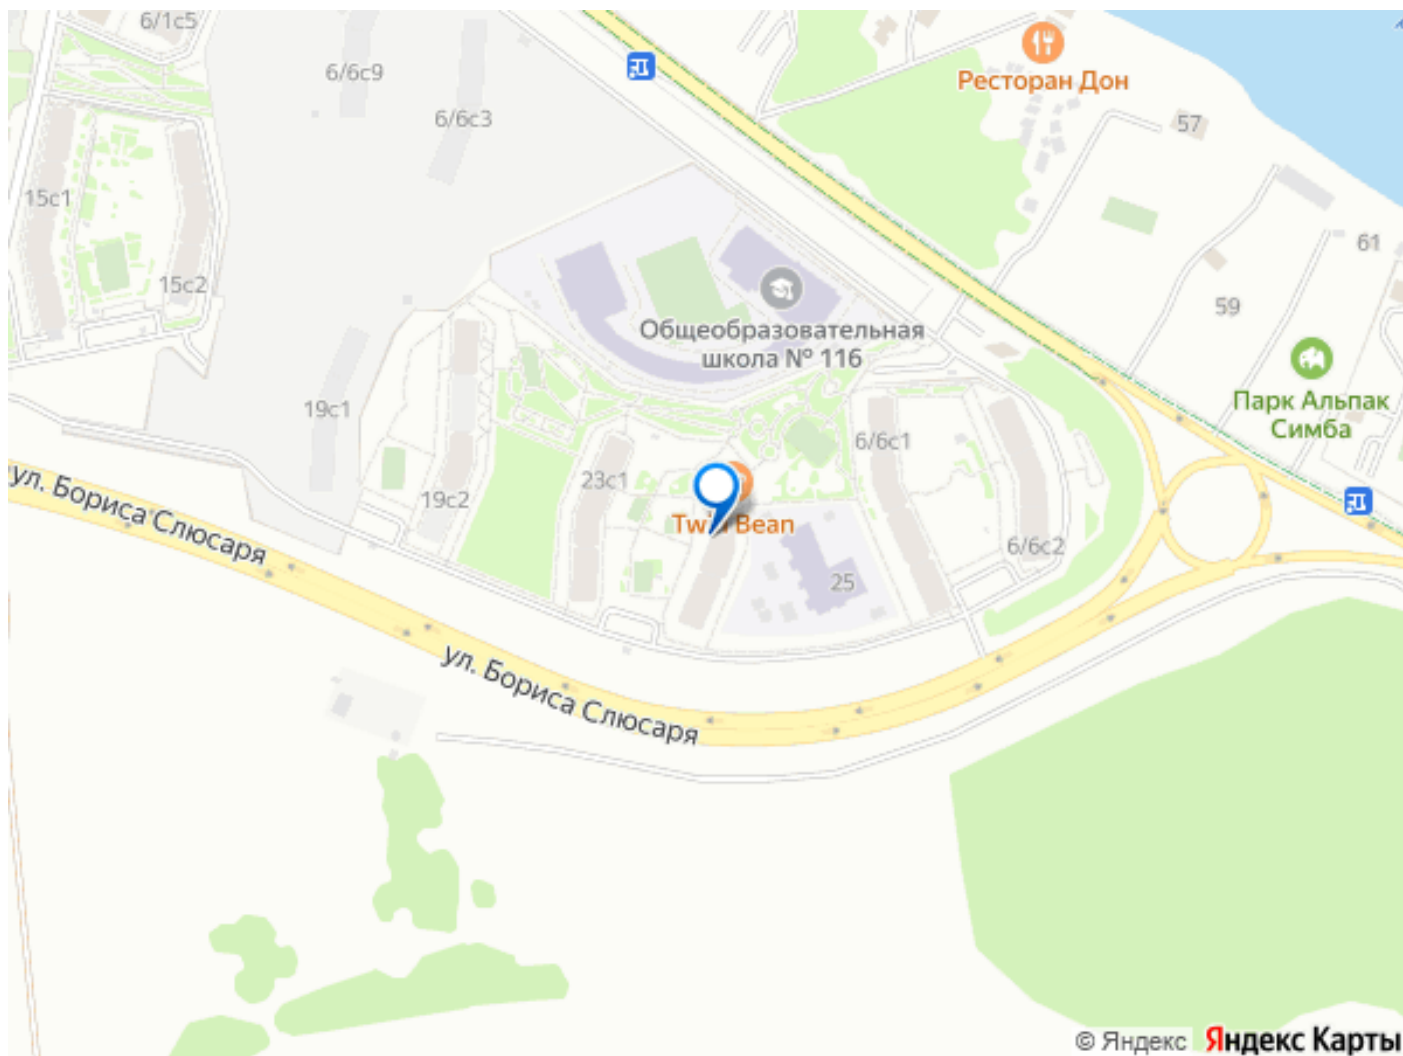 6/1с5
6/6с9
6/6с3
Ресторан Дон
57
15с1
15с2
61
59
Общеобразовательная
школа № 116
Парк Альпак
Симба
19с1
6/6с1
23с1
19с2
ул. Бориса Слюсаря
Bean
6/6с2
25
ул. Бориса Слюсаря
© Яндекс Яндекс Карты